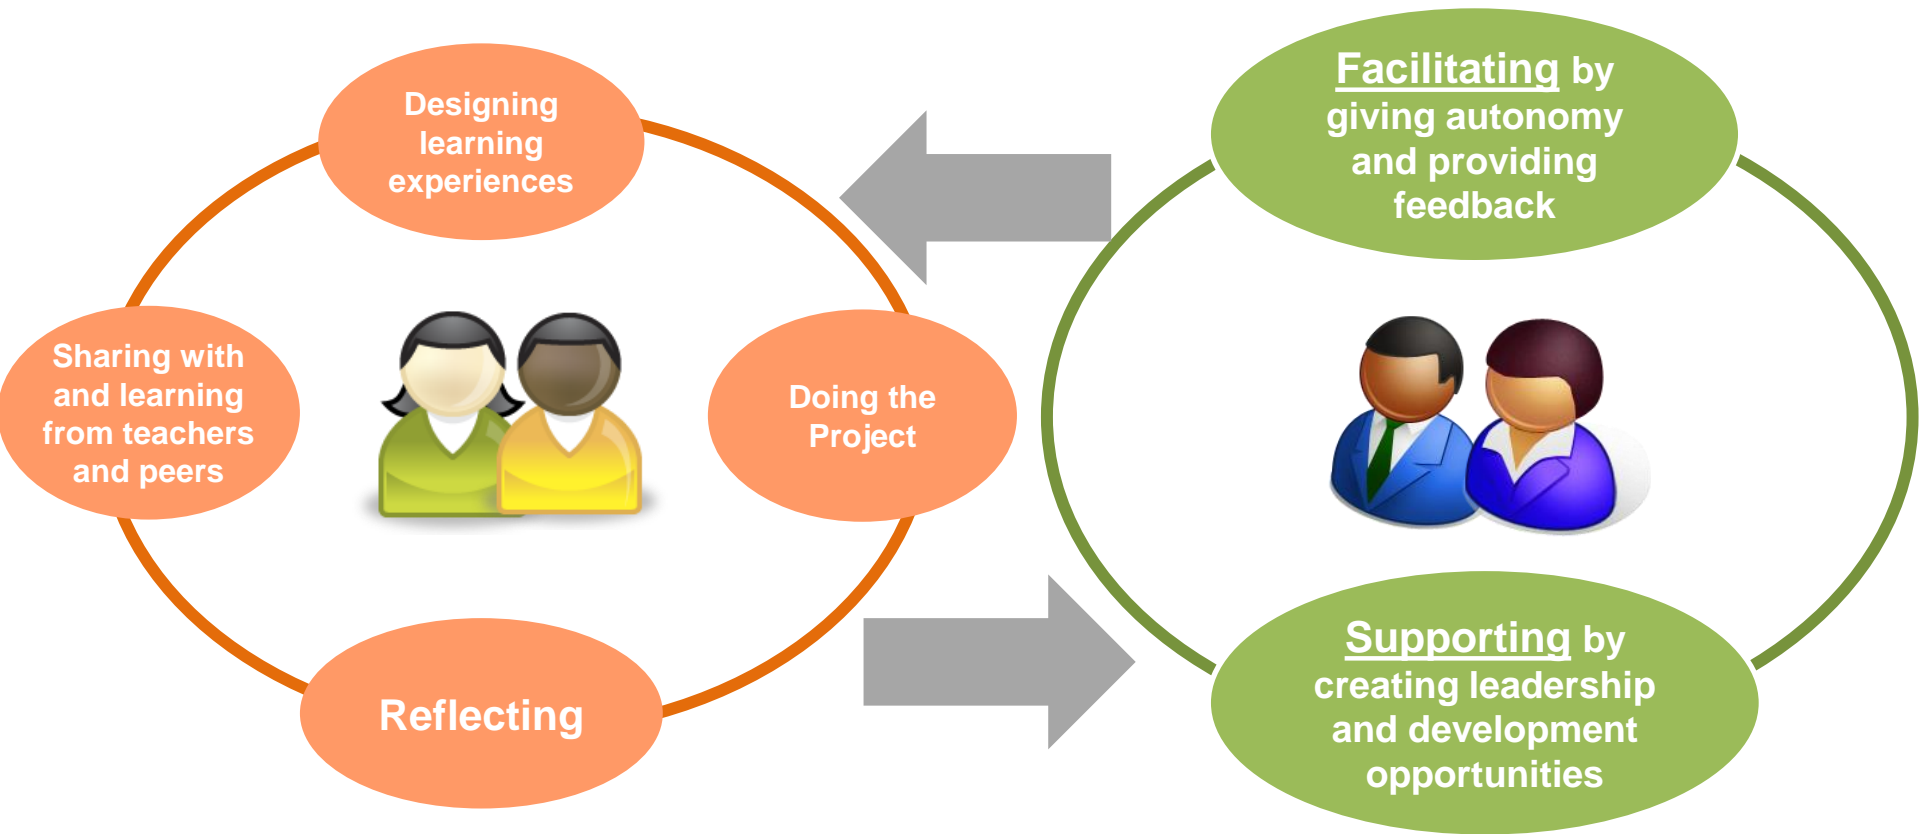 Designing
learning
experiences
Sharing with
and learning
from teachers
and peers
Doing the
Project
Reflecting
Facilitating by
giving autonomy
and providing
feedback
Supporting by
creating leadership
and development
opportunities